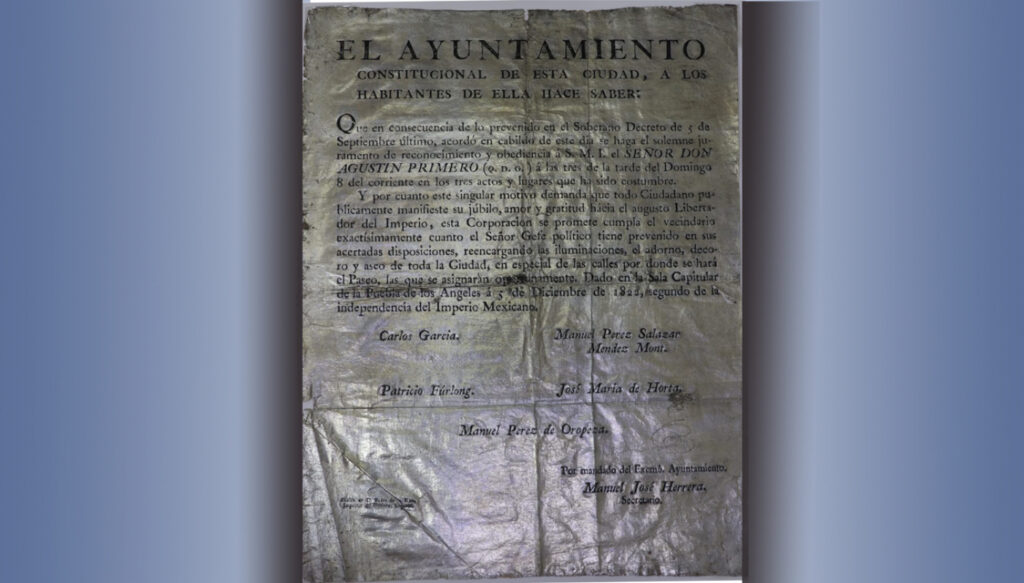 EL AYUNTAMIENTO
CONSTITUCIONAL DE ESTA CIUDAD, A LOS
HABITANTES DE ELLA HACE SABER:
Que en consecuencia de lo prevenido en el Soberano Decreto de 5 de
Septiembre último, acordó en cabildo de este dia se haga el solemne ju-
ramento de reconocimiento y obediencia à S. M. I. el SEÑOR DON
AGUSTIN PRIMERO (Q. D. G.) á las tres de la tarde del Domingo
8 del corriente en los tres actos y lugares que ha sido costumbre.
Y por cuanto este singular motivo demanda que todo Ciudadano pu-
blicamente manifieste su júbilo, amor y gratitud hácia el augusto Liberta-
dor del Imperio, esta Corporacion se promete cumpla el vecindario
exactísimamente cuanto el Señor Gefe político tiene prevenido en sus
acertadas disposiciones, reencargando las iluminaciones, el adorno, deco-
ro y aseo de toda la Ciudad, en especial de las calles por donde se hará
el Paseo, las que se asignarán oportunamente. Dado en la Sala Capitular
de la Puebla de los Angeles á 5 de Diciembre de 1822, segundo de la
independencia del Imperio Mexicano.
Carlos Garcia.
Manuel Perez Salazar
Mendez Mont.
Patricio Fúrlong.
José Maria de Horta.
Manuel Perez de Oropeza.
Por mandado del Exemô. Ayuntamiento.
Manuel José Herrera,
Secretario.